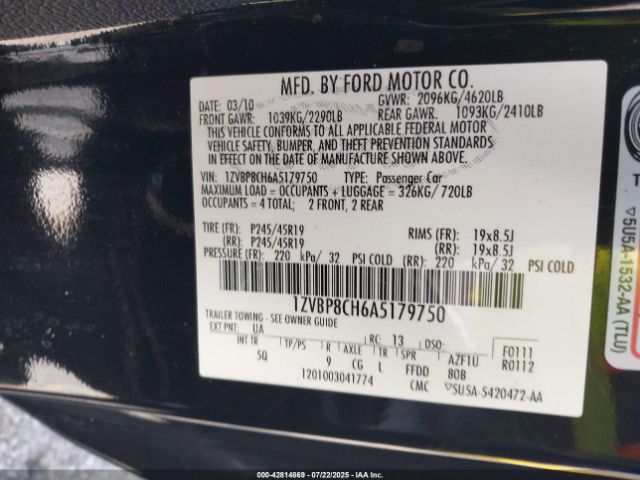 MFD. BY FORD MOTOR CO.
DATE: 03/10 GVWR: 2096KG/4620LB
FRONT GAWR: 1039KG/2290LB REAR GAWR: 1093KG/2410LB
THIS VEHICLE CONFORMS TO ALL APPLICABLE FEDERAL MOTOR
VEHICLE SAFETY, BUMPER, AND THEFT PREVENTION STANDARDS
IN EFFECT ON THE DATE OF MANUFACTURE SHOWN ABOVE.
VIN: 1ZVBP8CH6A5179750 TYPE: Passenger Car
MAXIMUM LOAD = OCCUPANTS + LUGGAGE = 326KG/720LB
OCCUPANTS = 4 TOTAL; 2 FRONT, 2 REAR
TIRE (FR): P245/45R19 RIMS (FR): 19x8.5J
(RR): P245/45R19 (RR): 19x8.5J
PRESSURE (FR): 220 kPa/ 32 PSI COLD (RR): 220 kPa/ 32 PSI COLD
1ZVBP8CH6A5179750
TRAILER TOWING - SEE OWNER GUIDE
EXT PNT: UA RC: 13 DSO: F0111
INT TR TP/PS R AXLE TR SPR AZF1U R0112
5Q 9 CG L FFDD 80B
1201003041774 CMC ▽5U5A-5420472-AA
▽5U5A-1532-AA (TLU)
000-42814869 07/22/2025 IAAHC